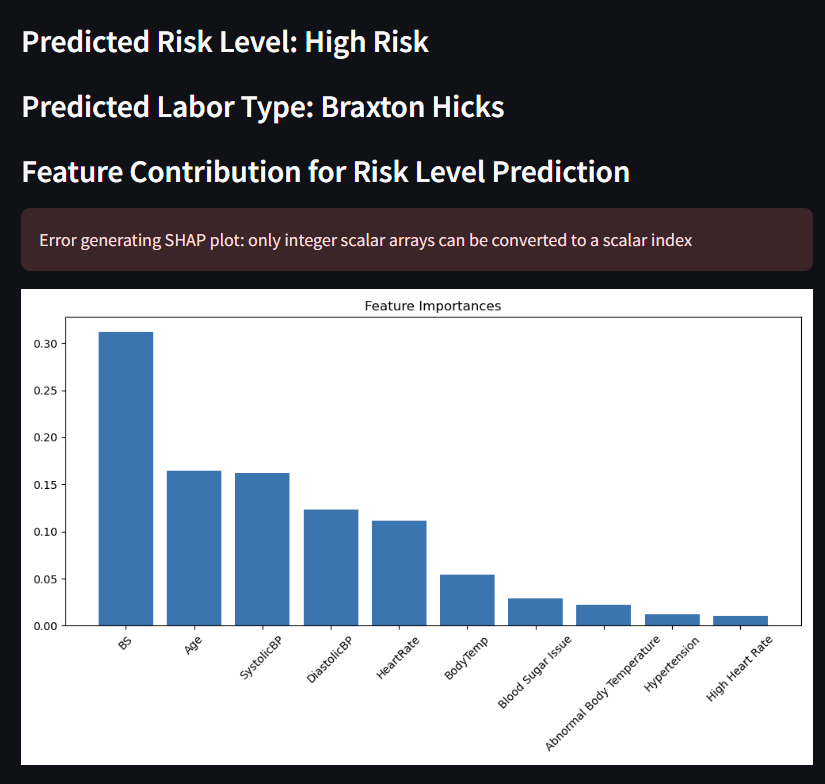 Predicted Risk Level: High Risk
Predicted Labor Type: Braxton Hicks
Feature Contribution for Risk Level Prediction
Error generating SHAP plot: only integer scalar arrays can be converted to a scalar index
Feature Importances
0.30
0.25
0.20
0.15
0.10
0.05
0.00
BS
Age
SystolicBP
DiastolicBP
HeartRate
BodyTemp
Blood Sugar Issue
Abnormal Body Temperature
Hypertension
High Heart Rate